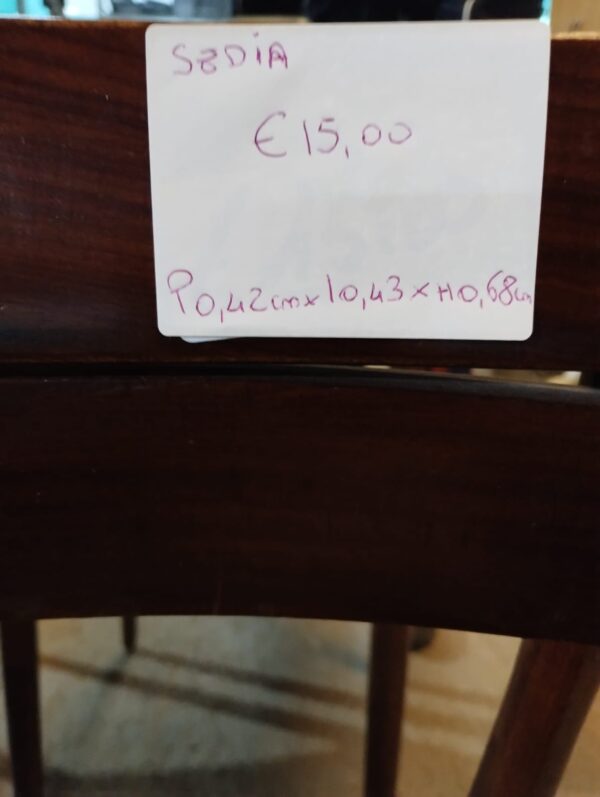 SEDIA
€15,00
P0,42cm x l0,43 x H0,68cm